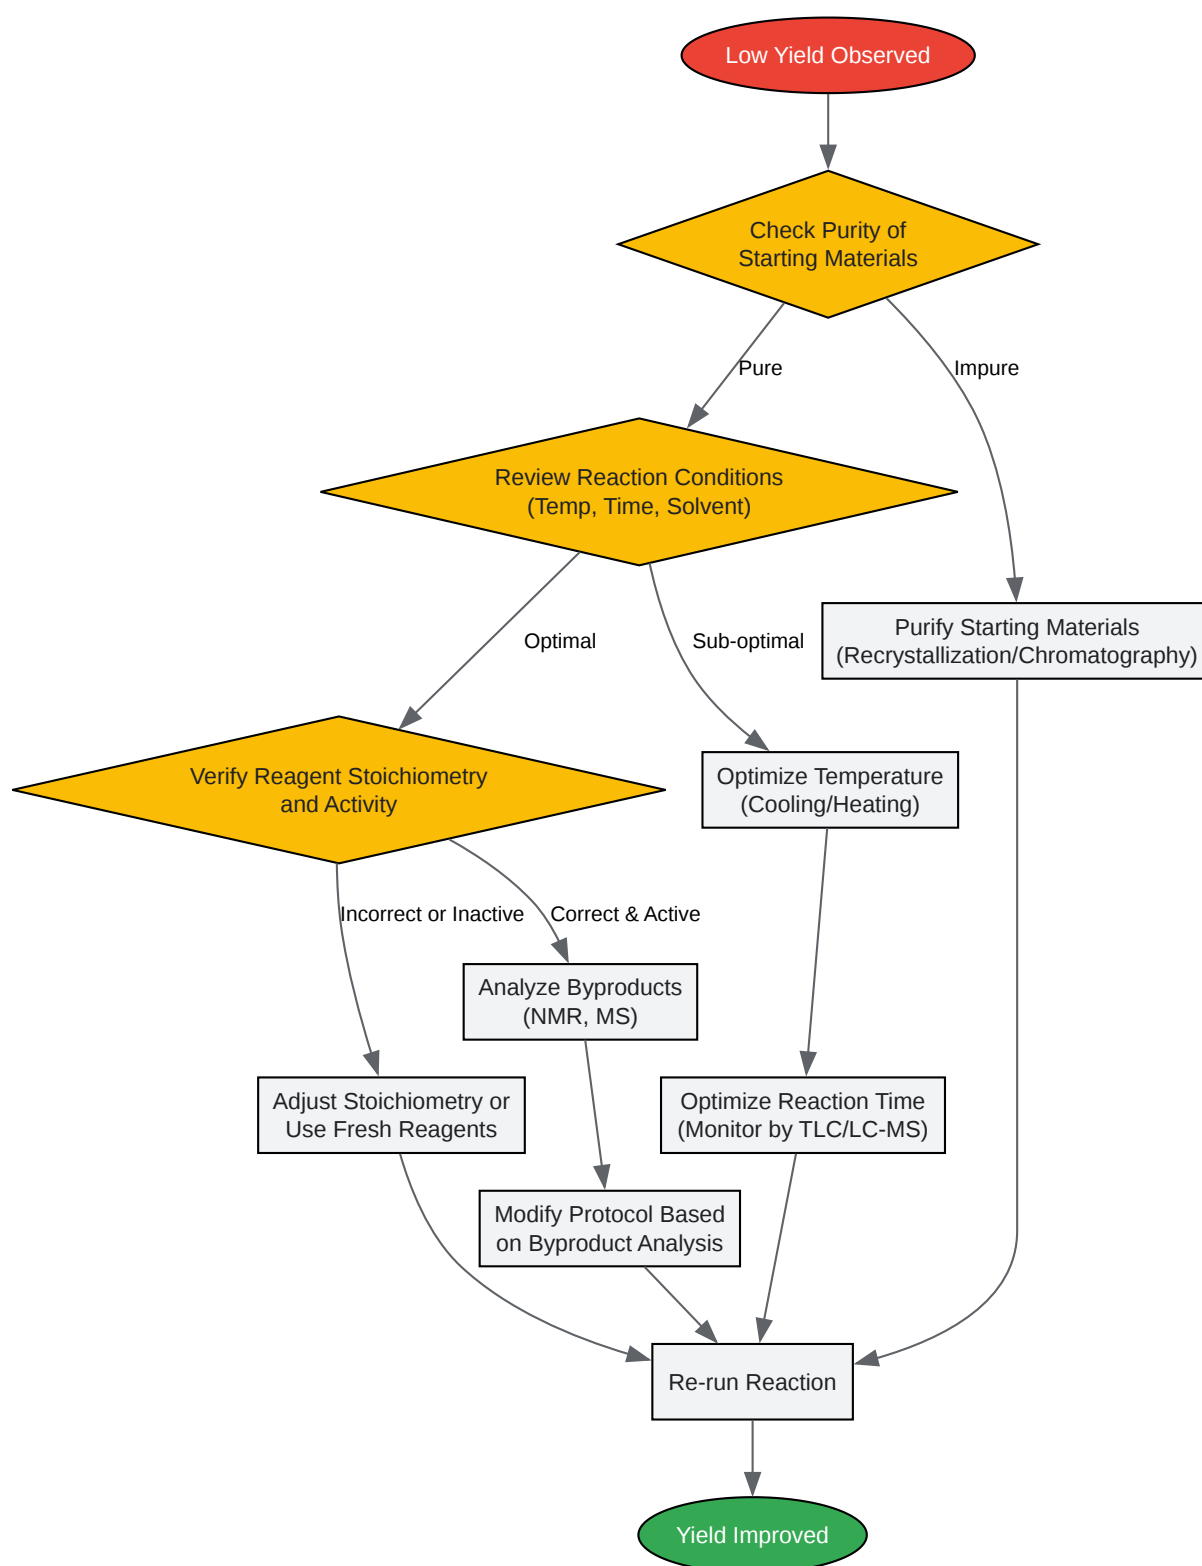 Low Yield Observed
Check Purity of
Starting Materials
Pure
Impure
Review Reaction Conditions
(Temp, Time, Solvent)
Optimal
Sub-optimal
Purify Starting Materials
(Recrystallization/Chromatography)
Verify Reagent Stoichiometry
and Activity
Optimize Temperature
(Cooling/Heating)
Incorrect or Inactive
Correct & Active
Analyze Byproducts
(NMR, MS)
Adjust Stoichiometry or
Use Fresh Reagents
Optimize Reaction Time
(Monitor by TLC/LC-MS)
Modify Protocol Based
on Byproduct Analysis
Re-run Reaction
Yield Improved